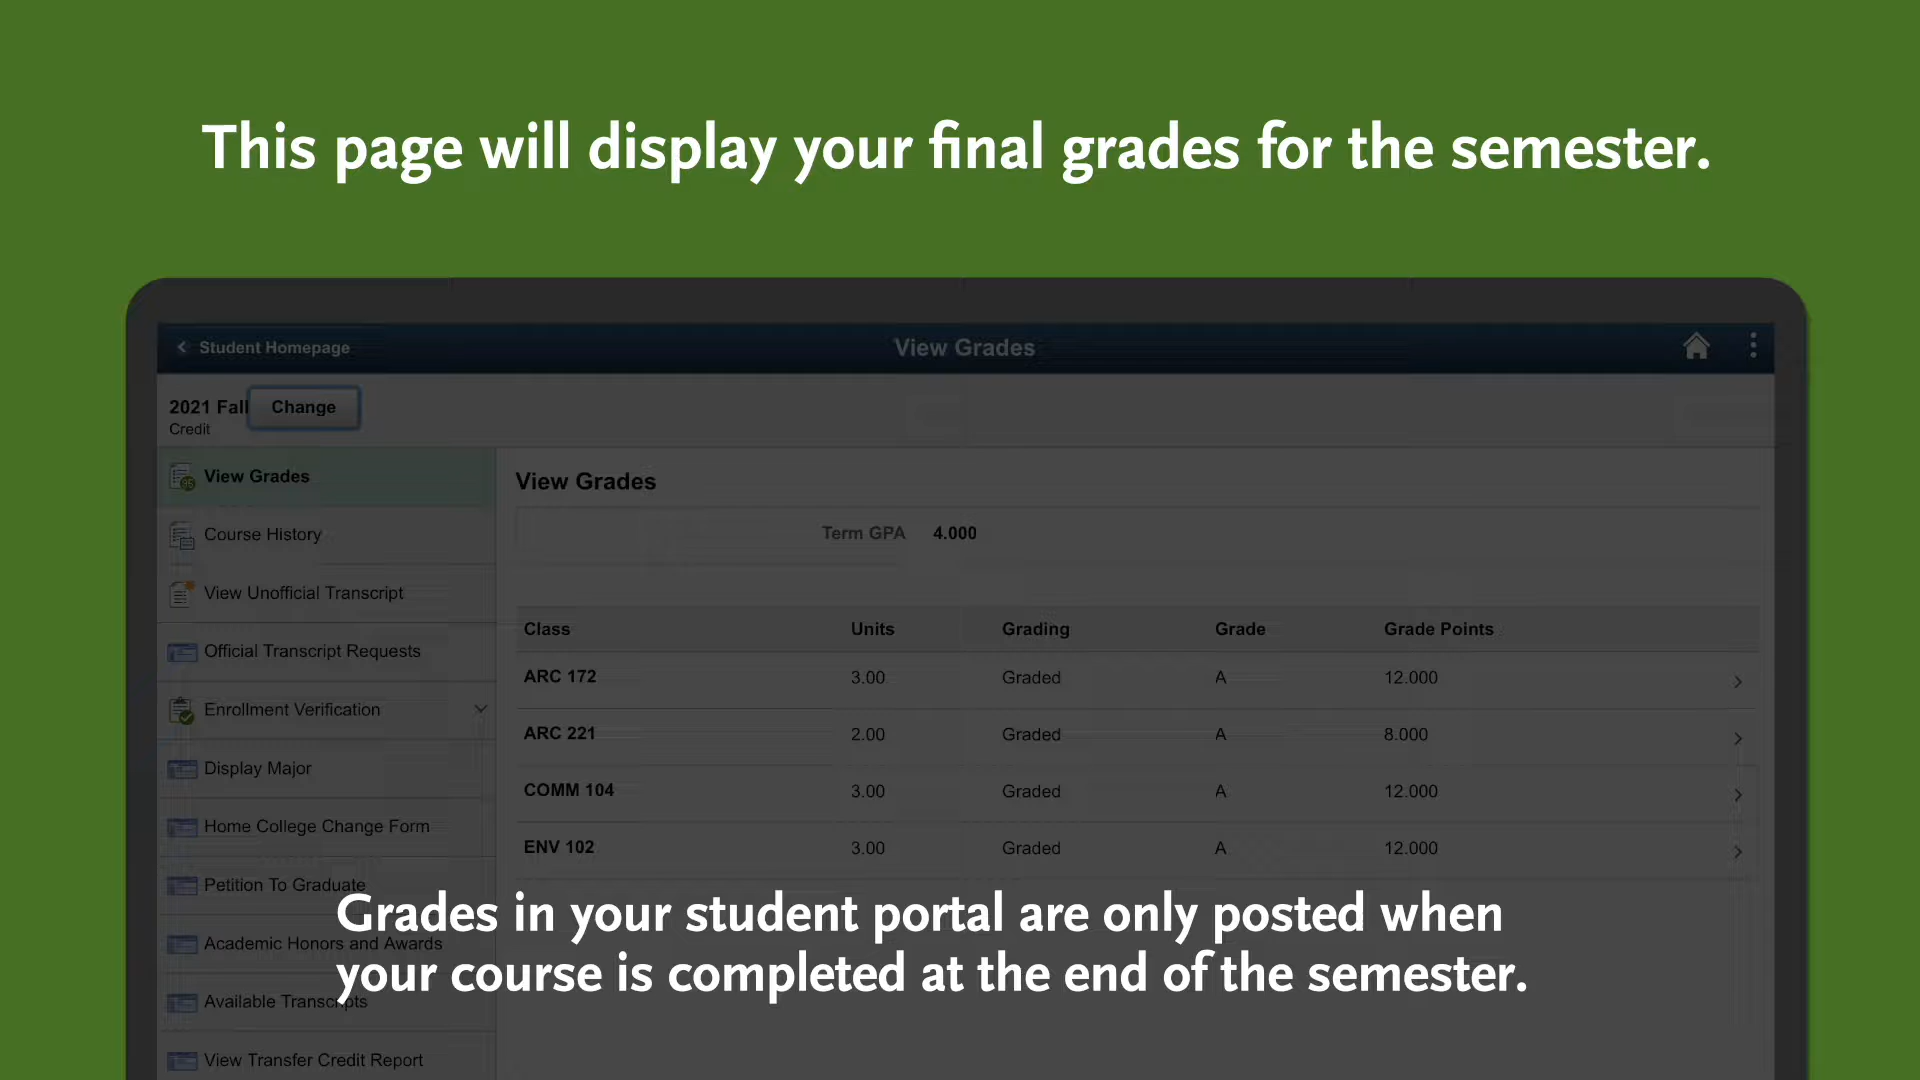 This page will display your final grades for the semester.
Student Homepage View Grades
2021 Fall Change
Credit
View Grades
Course History
View Unofficial Transcript
Official Transcript Requests
Enrollment Verification
Display Major
Home College Change Form
Petition To Graduate
Academic Honors and Awards
Available Transcripts
View Transfer Credit Report
View Grades
Term GPA 4.000
Class Units Grading Grade Grade Points
ARC 172 3.00 Graded A 12.000
ARC 221 2.00 Graded A 8.000
COMM 104 3.00 Graded A 12.000
ENV 102 3.00 Graded A 12.000
Grades in your student portal are only posted when
your course is completed at the end of the semester.